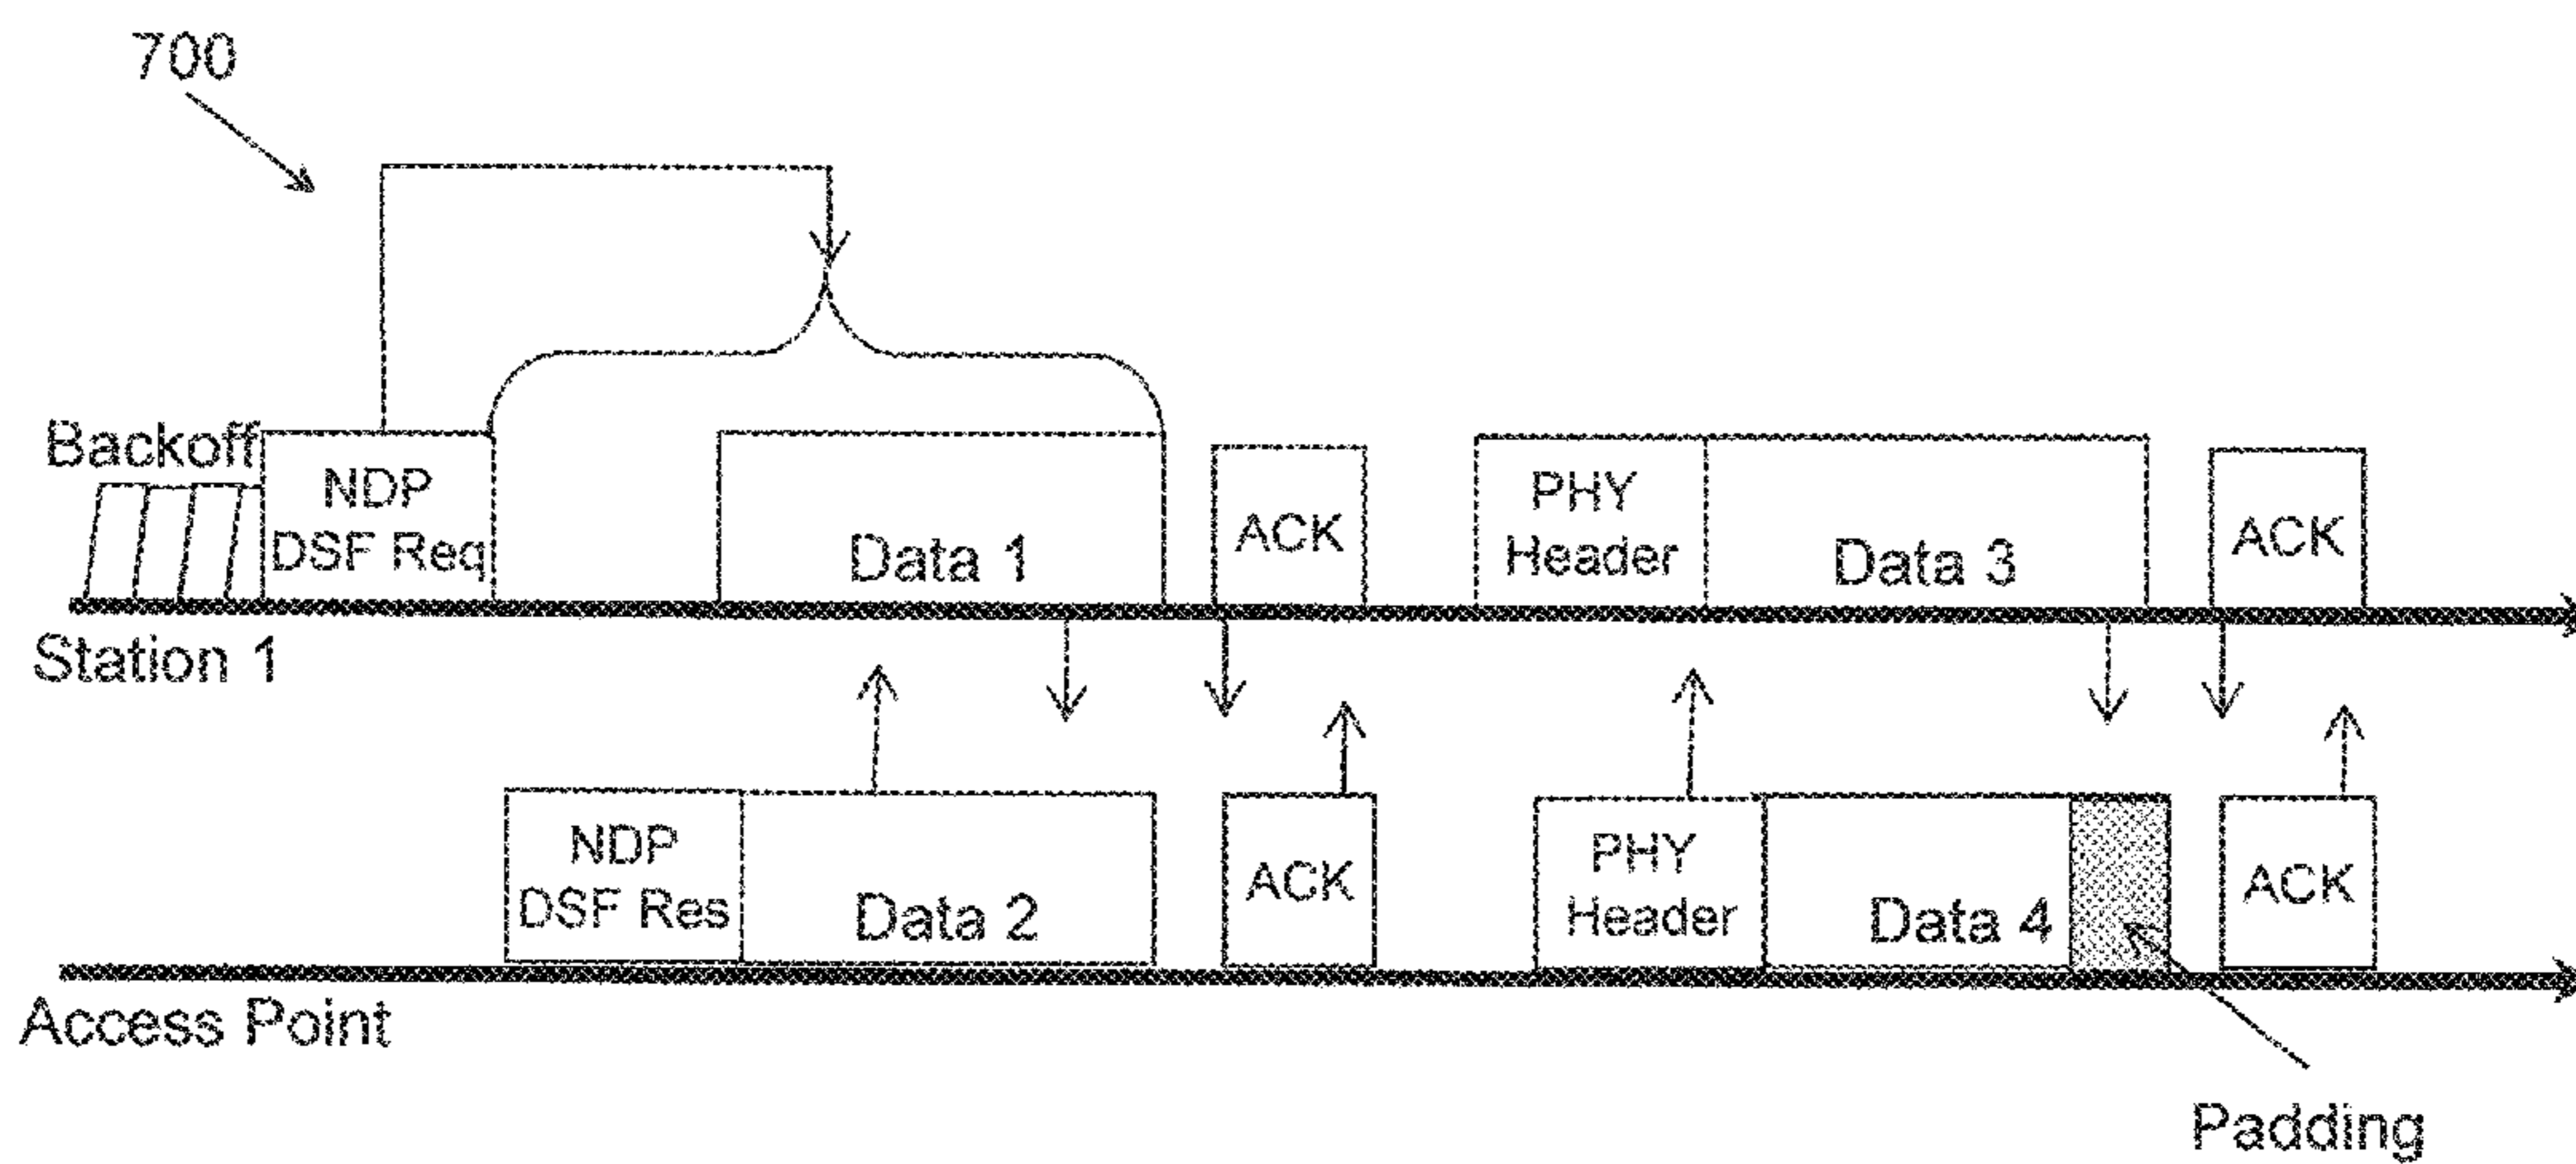 700
Backoff
NDP
DSF Req
Data 1
ACK
PHY
Header
Data 3
ACK
Station 1
NDP
DSF Res
Data 2
ACK
PHY
Header
Data 4
ACK
Access Point
Padding